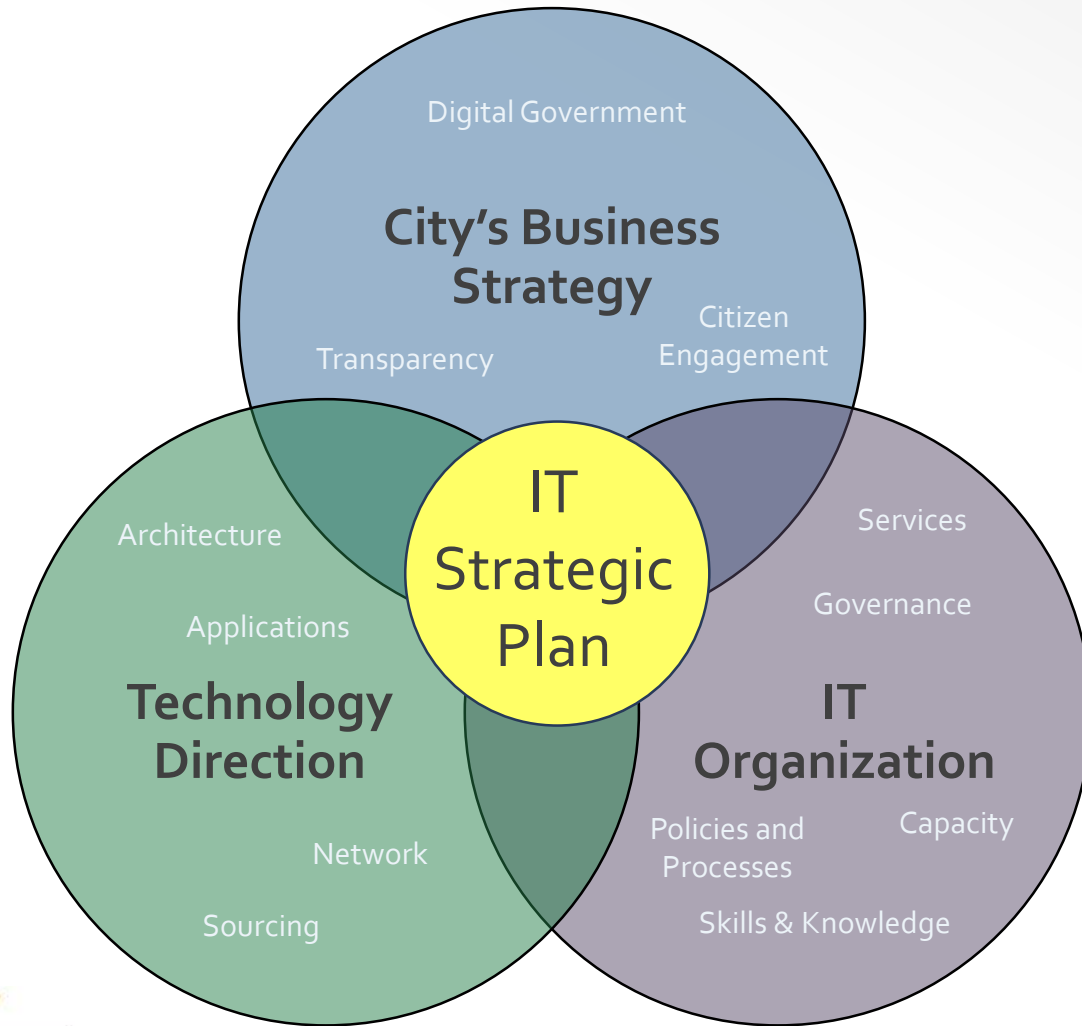 Digital Government
City's Business
Strategy
Citizen
Engagement
Transparency
IT
Strategic
Plan
Architecture
Applications
Technology
Direction
Network
Sourcing
Services
Governance
IT
Organization
Policies and
Processes
Capacity
Skills & Knowledge